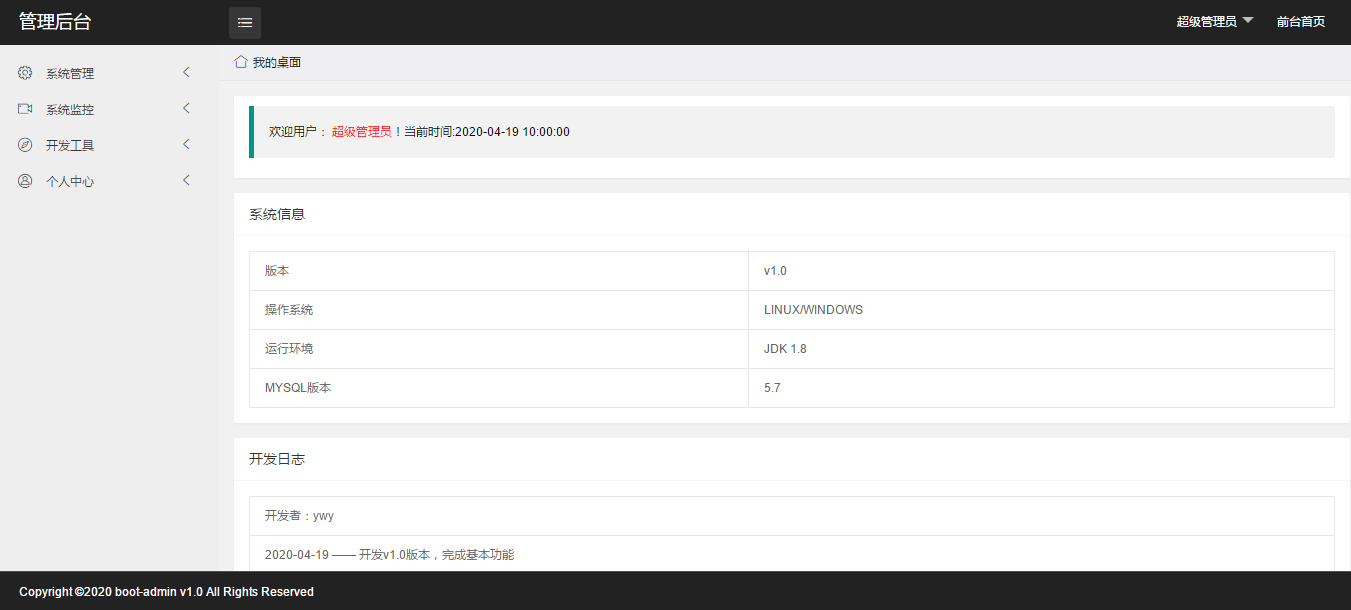 管理后台
超级管理员
前台首页
系统管理
系统监控
开发工具
个人中心
我的桌面
欢迎用户： 超级管理员！当前时间:2020-04-19 10:00:00
系统信息
版本 v1.0
操作系统 LINUX/WINDOWS
运行环境 JDK 1.8
MYSQL版本 5.7
开发日志
开发者：ywy
2020-04-19 —— 开发v1.0版本，完成基本功能
Copyright ©2020 boot-admin v1.0 All Rights Reserved